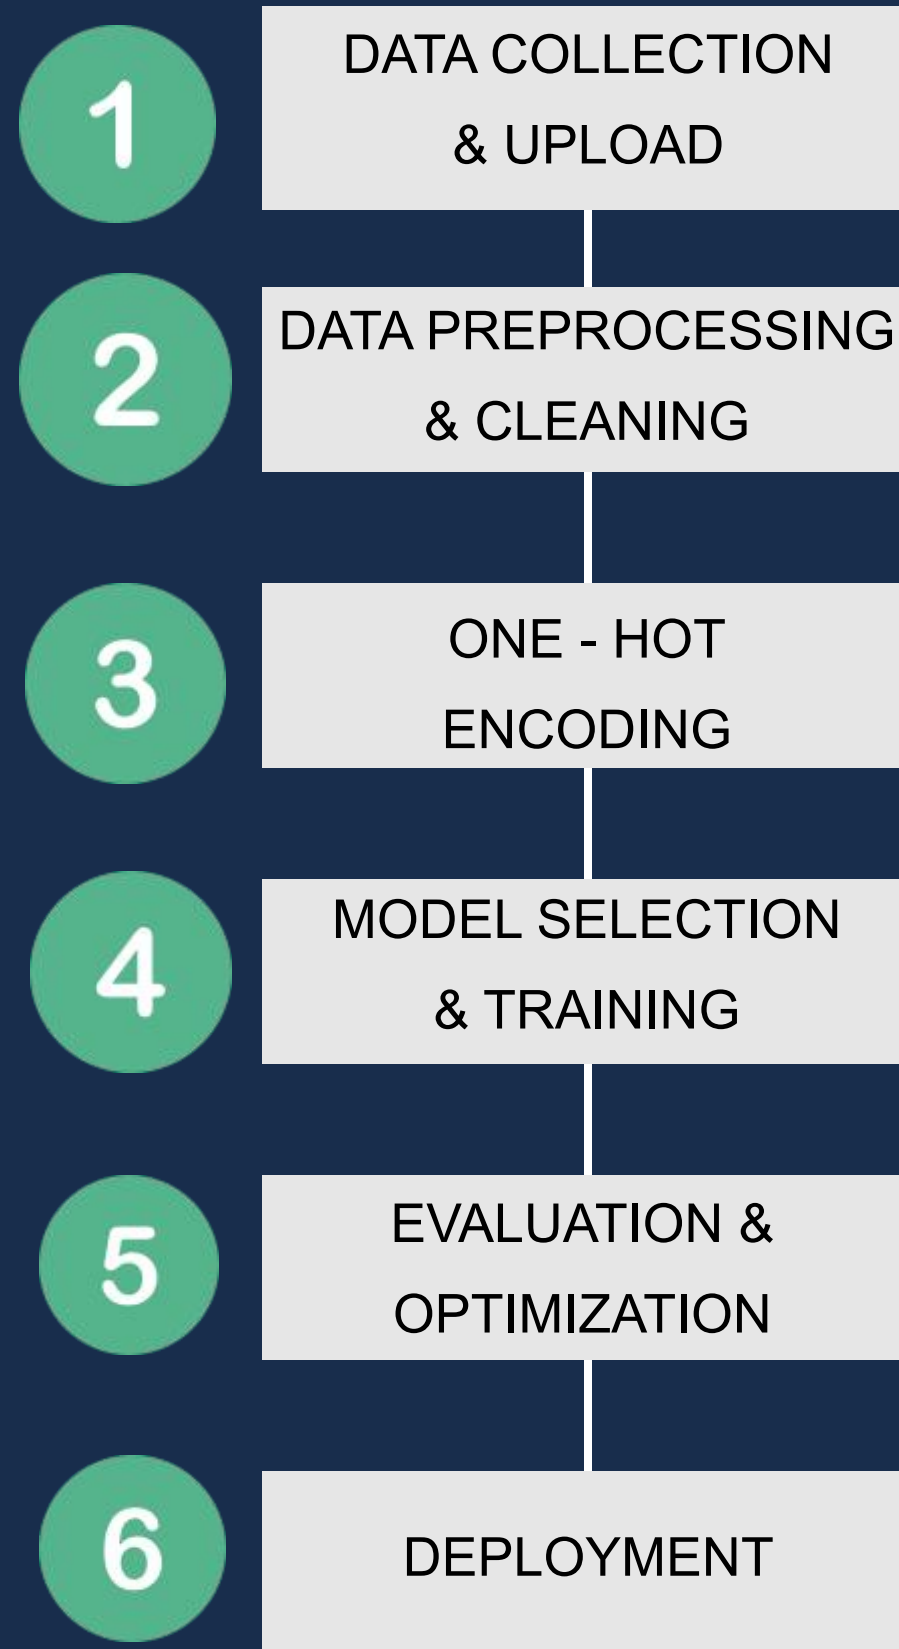 1
DATA COLLECTION
& UPLOAD
2
DATA PREPROCESSING
& CLEANING
3
ONE - HOT
ENCODING
4
MODEL SELECTION
& TRAINING
5
EVALUATION &
OPTIMIZATION
6
DEPLOYMENT